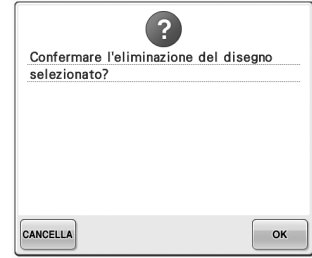 ?
Confermare l'eliminazione del disegno
selezionato?
CANCELLA
OK